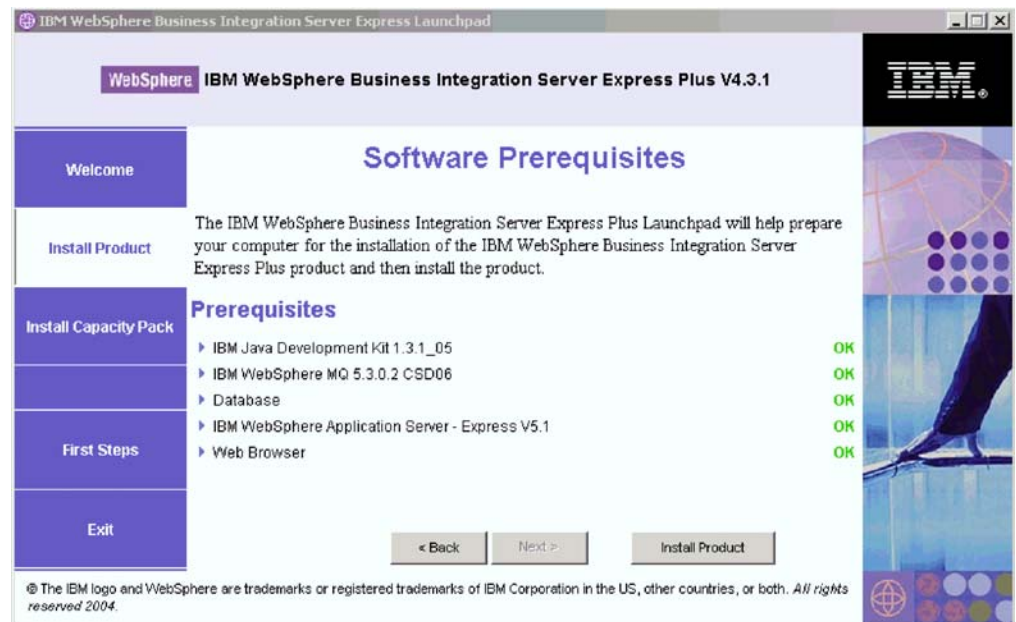 IBM WebSphere Business Integration Server Express Launchpad
WebSphere IBM WebSphere Business Integration Server Express Plus V4.3.1
IBM®
Welcome
Install Product
Install Capacity Pack
First Steps
Exit
Software Prerequisites
The IBM WebSphere Business Integration Server Express Plus Launchpad will help prepare
your computer for the installation of the IBM WebSphere Business Integration Server
Express Plus product and then install the product.
Prerequisites
IBM Java Development Kit 1.3.1_05 OK
IBM WebSphere MQ 5.3.0.2 CSD06 OK
Database OK
IBM WebSphere Application Server - Express V5.1 OK
Web Browser OK
< Back Next > Install Product
® The IBM logo and WebSphere are trademarks or registered trademarks of IBM Corporation in the US, other countries, or both. All rights
reserved 2004.